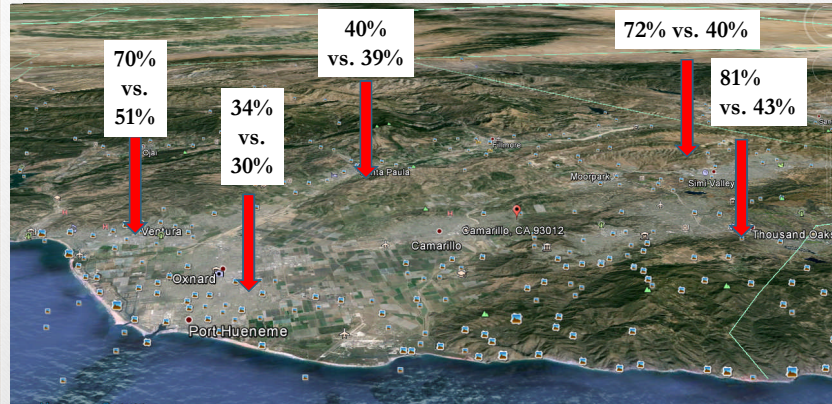 70%
vs.
51%
34%
vs.
30%
40%
vs. 39%
72% vs. 40%
81%
vs. 43%
Ojai
Fillmore
Paula
Moorpark
Simi Valley
Ventura
Camarillo, CA 93012
Camarillo
Thousand Oaks
Oxnard
Port Hueneme